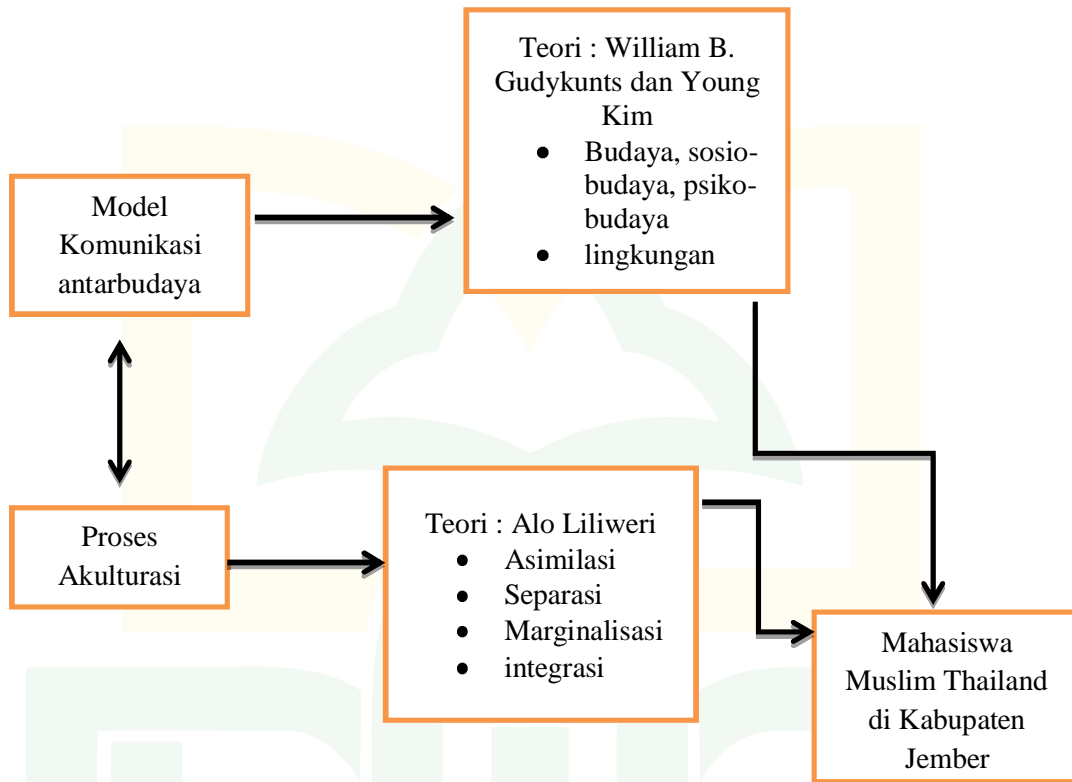 Teori : William B.
Gudykunts dan Young
Kim
● Budaya, sosio-
budaya, psiko-
budaya
● lingkungan
Model
Komunikasi
antarbudaya
Proses
Akulturasi
Teori : Alo Liliweri
● Asimilasi
● Separasi
● Marginalisasi
● integrasi
Mahasiswa
Muslim Thailand
di Kabupaten
Jember